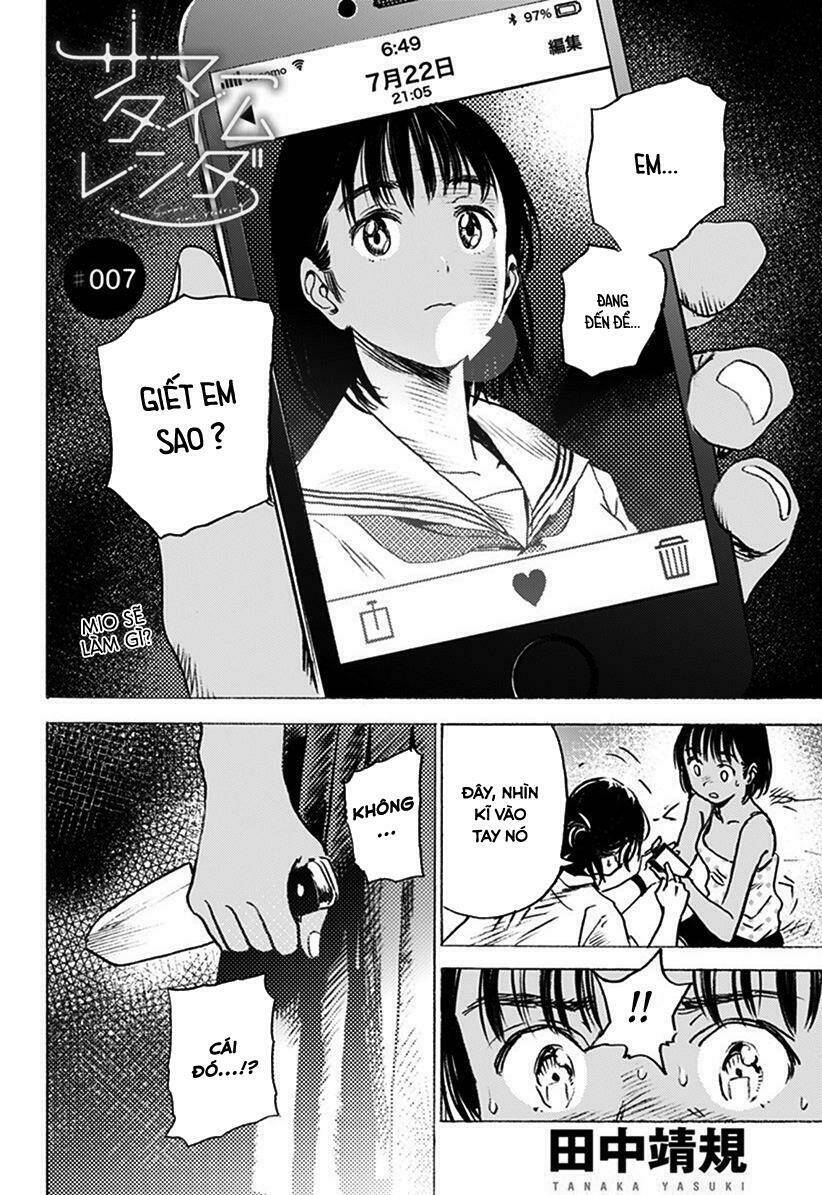 サマータイム
レンダ
#007
97%
6:49
docomo
7月22日
21:05
編集
EM...
ĐANG
ĐẾN ĐỂ...
GIẾT EM
SAO ?
MIO SẼ
LÀM GÌ?
ĐÂY, NHÌN
KĨ VÀO
TAY NÓ
KHÔNG
...
CÁI
ĐÓ...!?
!!
田中靖規
TANAKA YASUKI